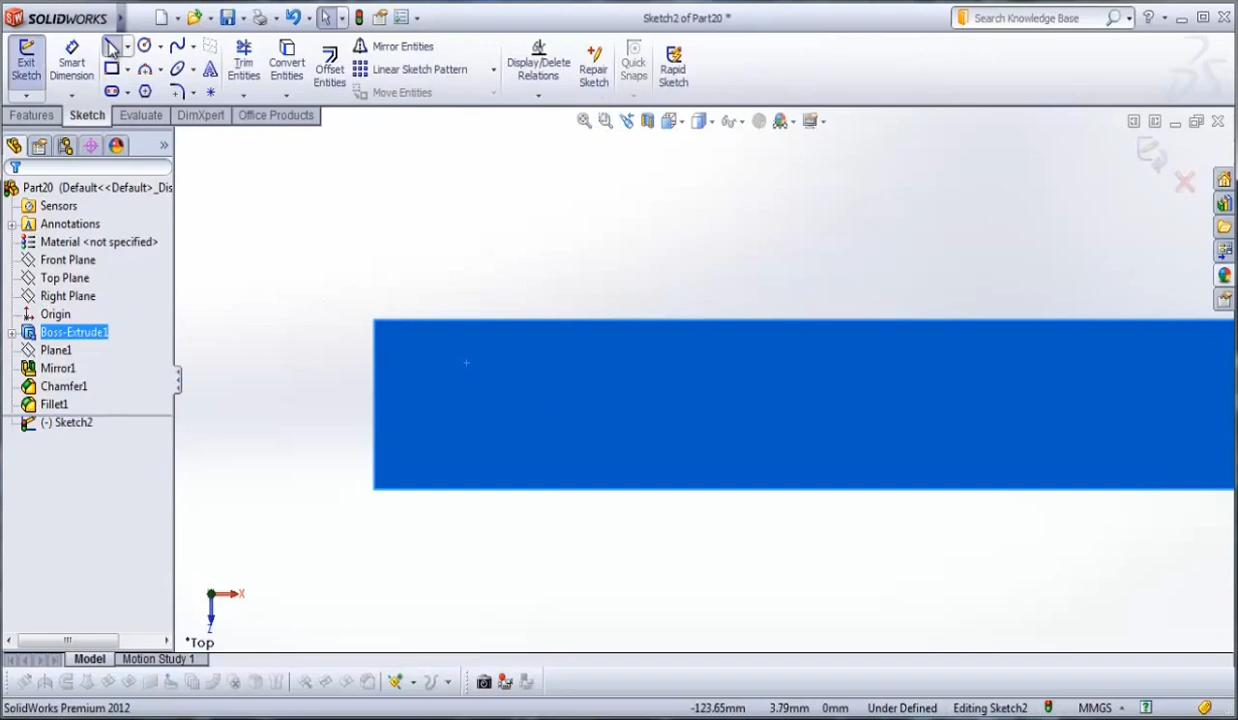 SOLIDWORKS
Sketch2 of Part20 *
Search Knowledge Base
Exit Sketch
Smart Dimension
Trim Entities
Convert Entities
Offset Entities
Mirror Entities
Linear Sketch Pattern
Move Entities
Display/Delete Relations
Repair Sketch
Quick Snaps
Rapid Sketch
Features
Sketch
Evaluate
DimXpert
Office Products
Part20 (Default<<Default>_Dis
Sensors
Annotations
Material <not specified>
Front Plane
Top Plane
Right Plane
Origin
Boss-Extrude1
Plane1
Mirror1
Chamfer1
Fillet1
(-) Sketch2
X
Z
*Top
Model
Motion Study 1
SolidWorks Premium 2012
-123.65mm
3.79mm
0mm
Under Defined
Editing Sketch2
MMGS